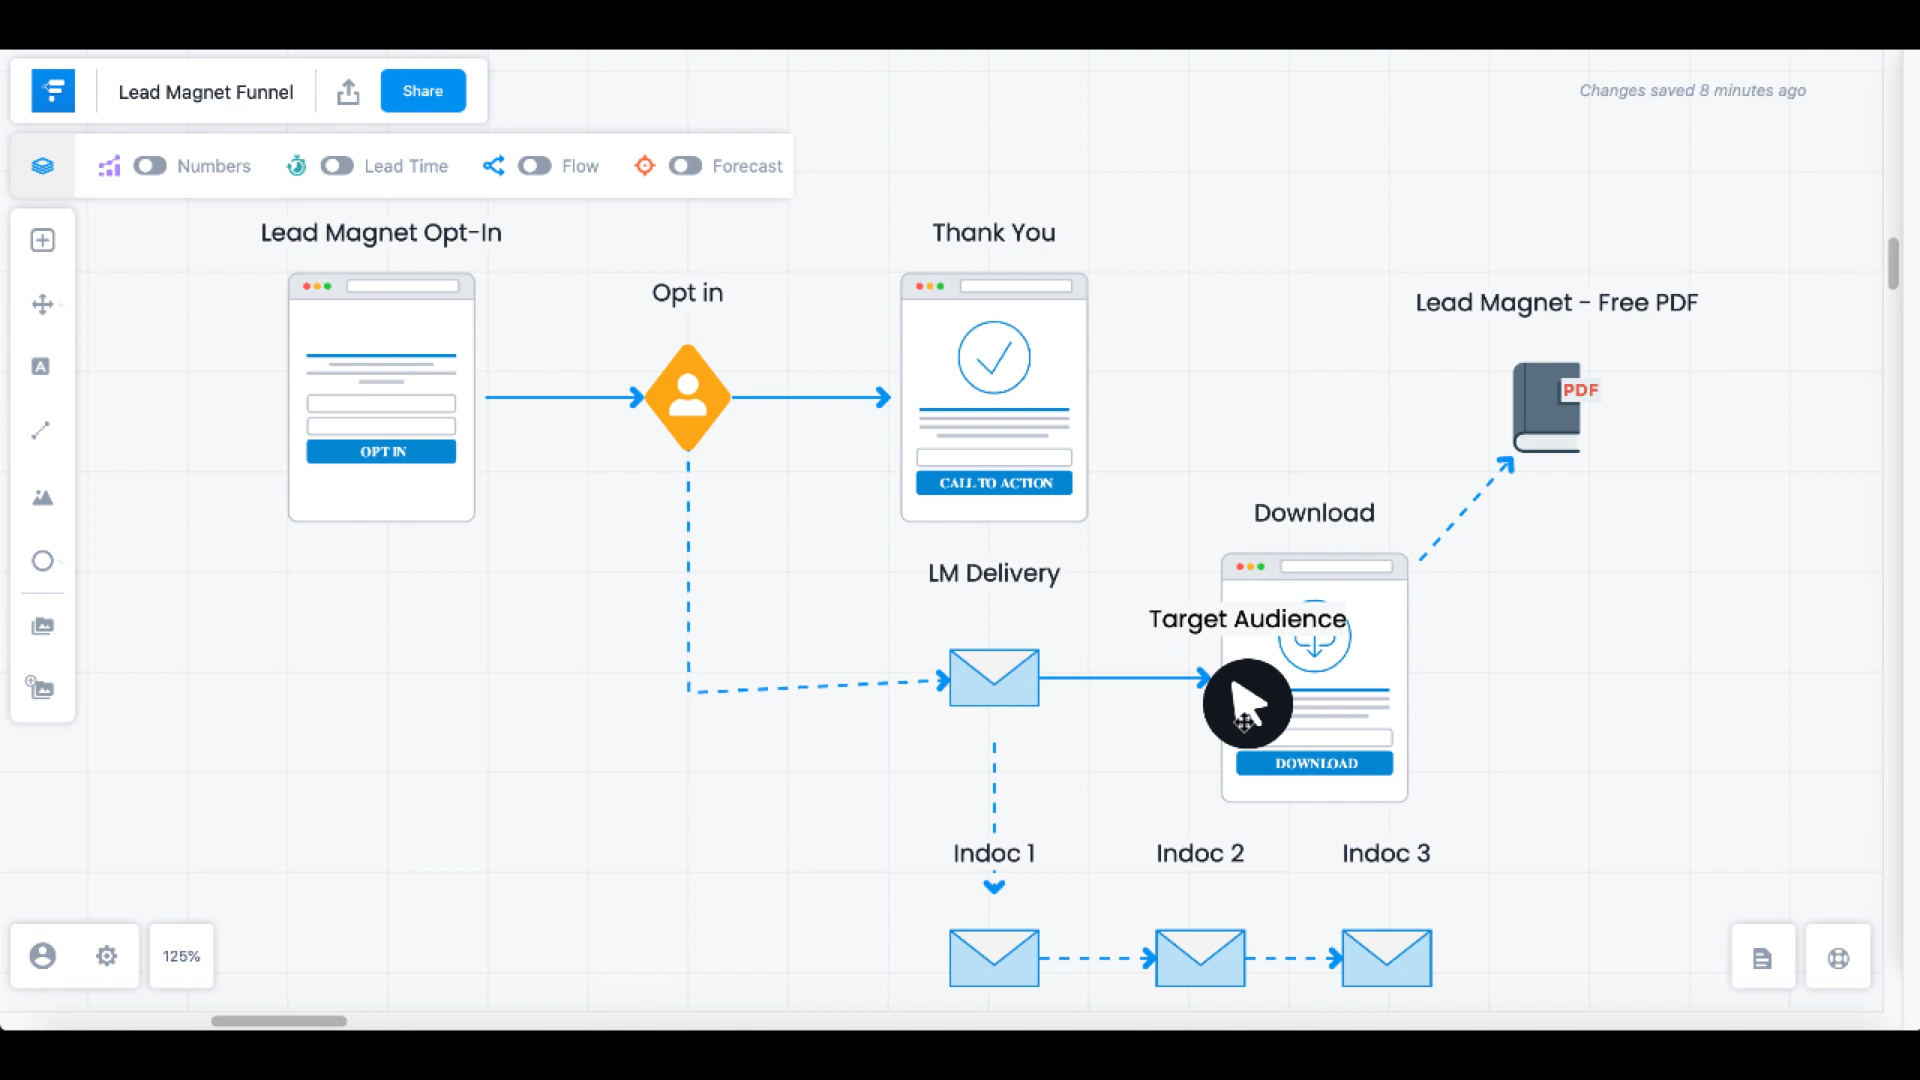 Lead Magnet Funnel
Share
Changes saved 8 minutes ago
Numbers
Lead Time
Flow
Forecast
Lead Magnet Opt-In
Thank You
Opt in
Lead Magnet - Free PDF
PDF
OPT IN
CALL TO ACTION
Download
LM Delivery
Target Audience
DOWNLOAD
Indoc 1
Indoc 2
Indoc 3
125%